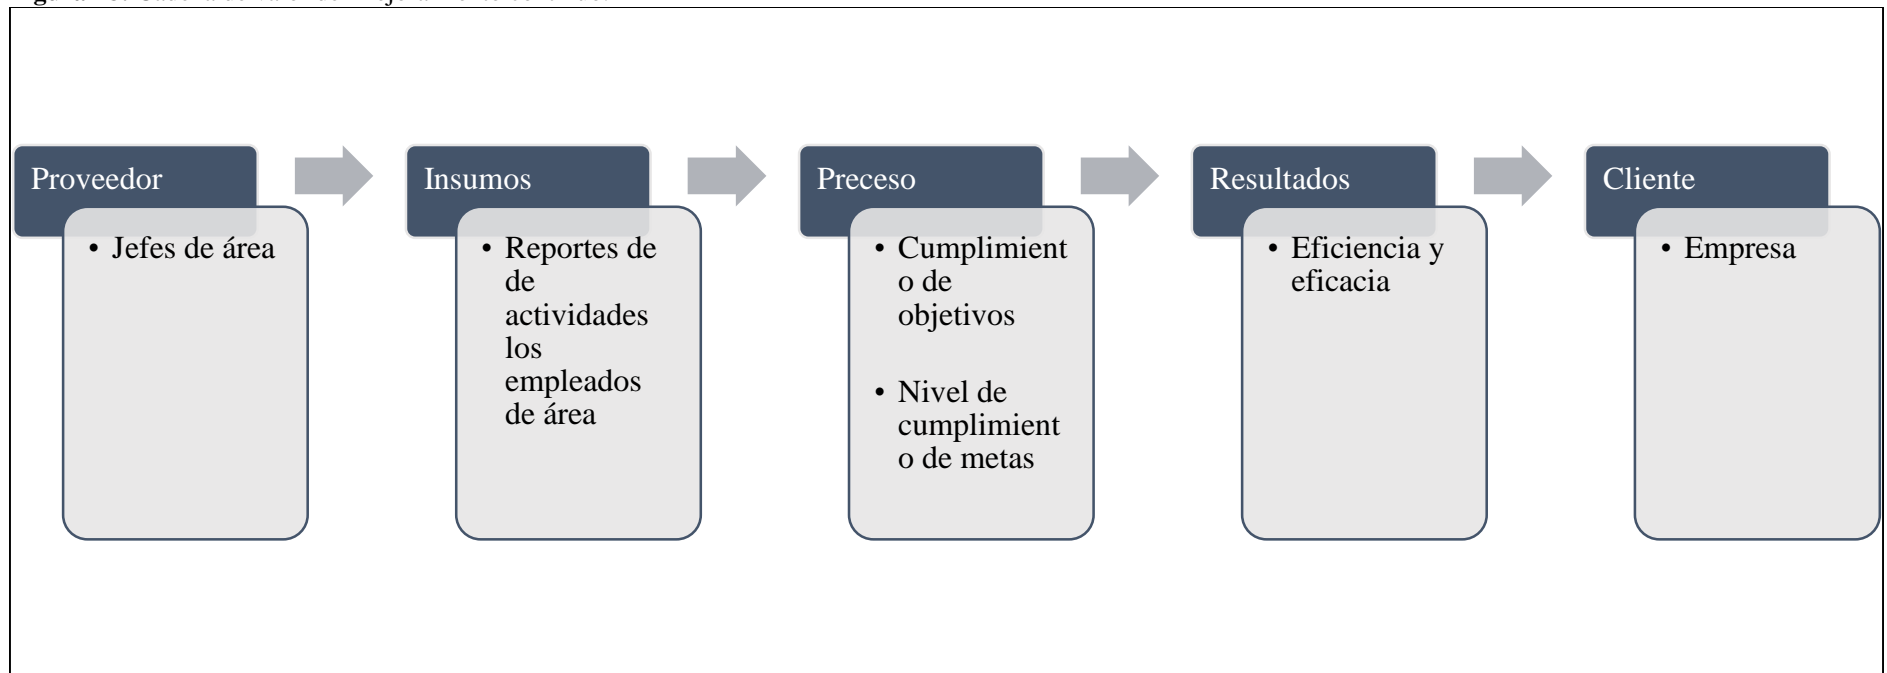 Proveedor
• Jefes de área
Insumos
• Reportes de
de
actividades
los
empleados
de área
Preceso
• Cumplimient
o de
objetivos
• Nivel de
cumplimient
o de metas
Resultados
• Eficiencia y
eficacia
Cliente
• Empresa